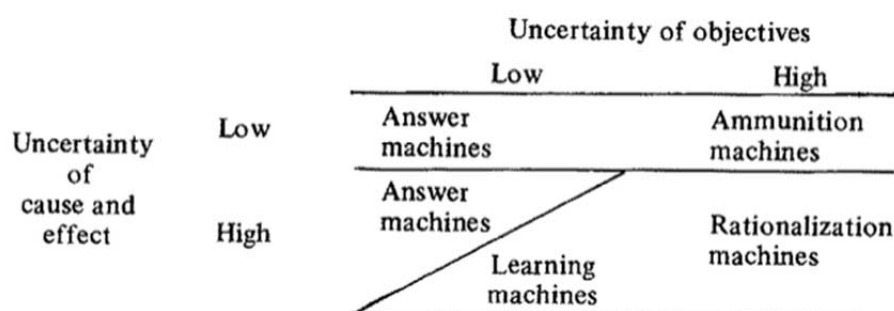 Uncertainty of objectives
Low High
Low Answer machines Ammunition machines
Uncertainty
of
cause and
effect
High Answer machines Rationalization machines
Learning machines